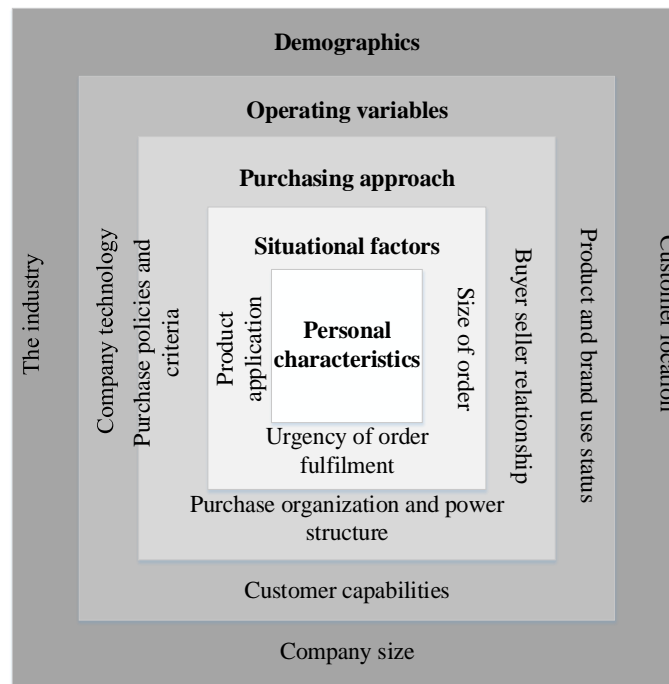 Demographics
Operating variables
Purchasing approach
Situational factors
Personal
characteristics
The industry
Company technology
Purchase policies and
criteria
Product
application
Size of order
Buyer seller relationship
Product and brand use status
Customer location
Urgency of order
fulfilment
Purchase organization and power
structure
Customer capabilities
Company size